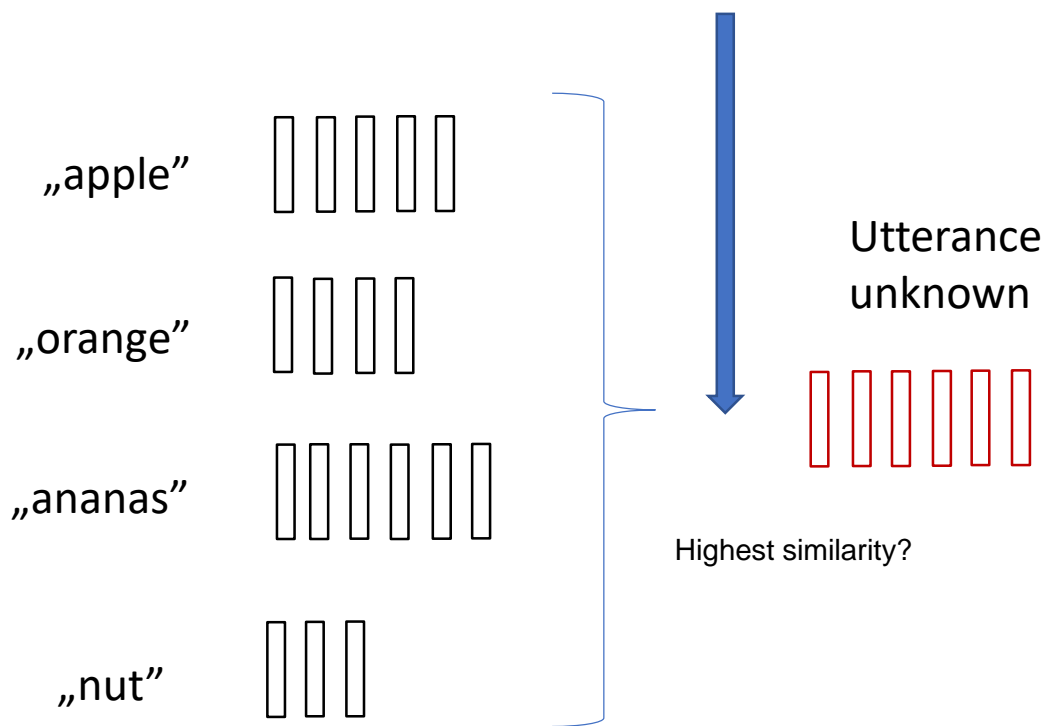 „apple”
„orange”
„ananas”
„nut”
Utterance
unknown
Highest similarity?